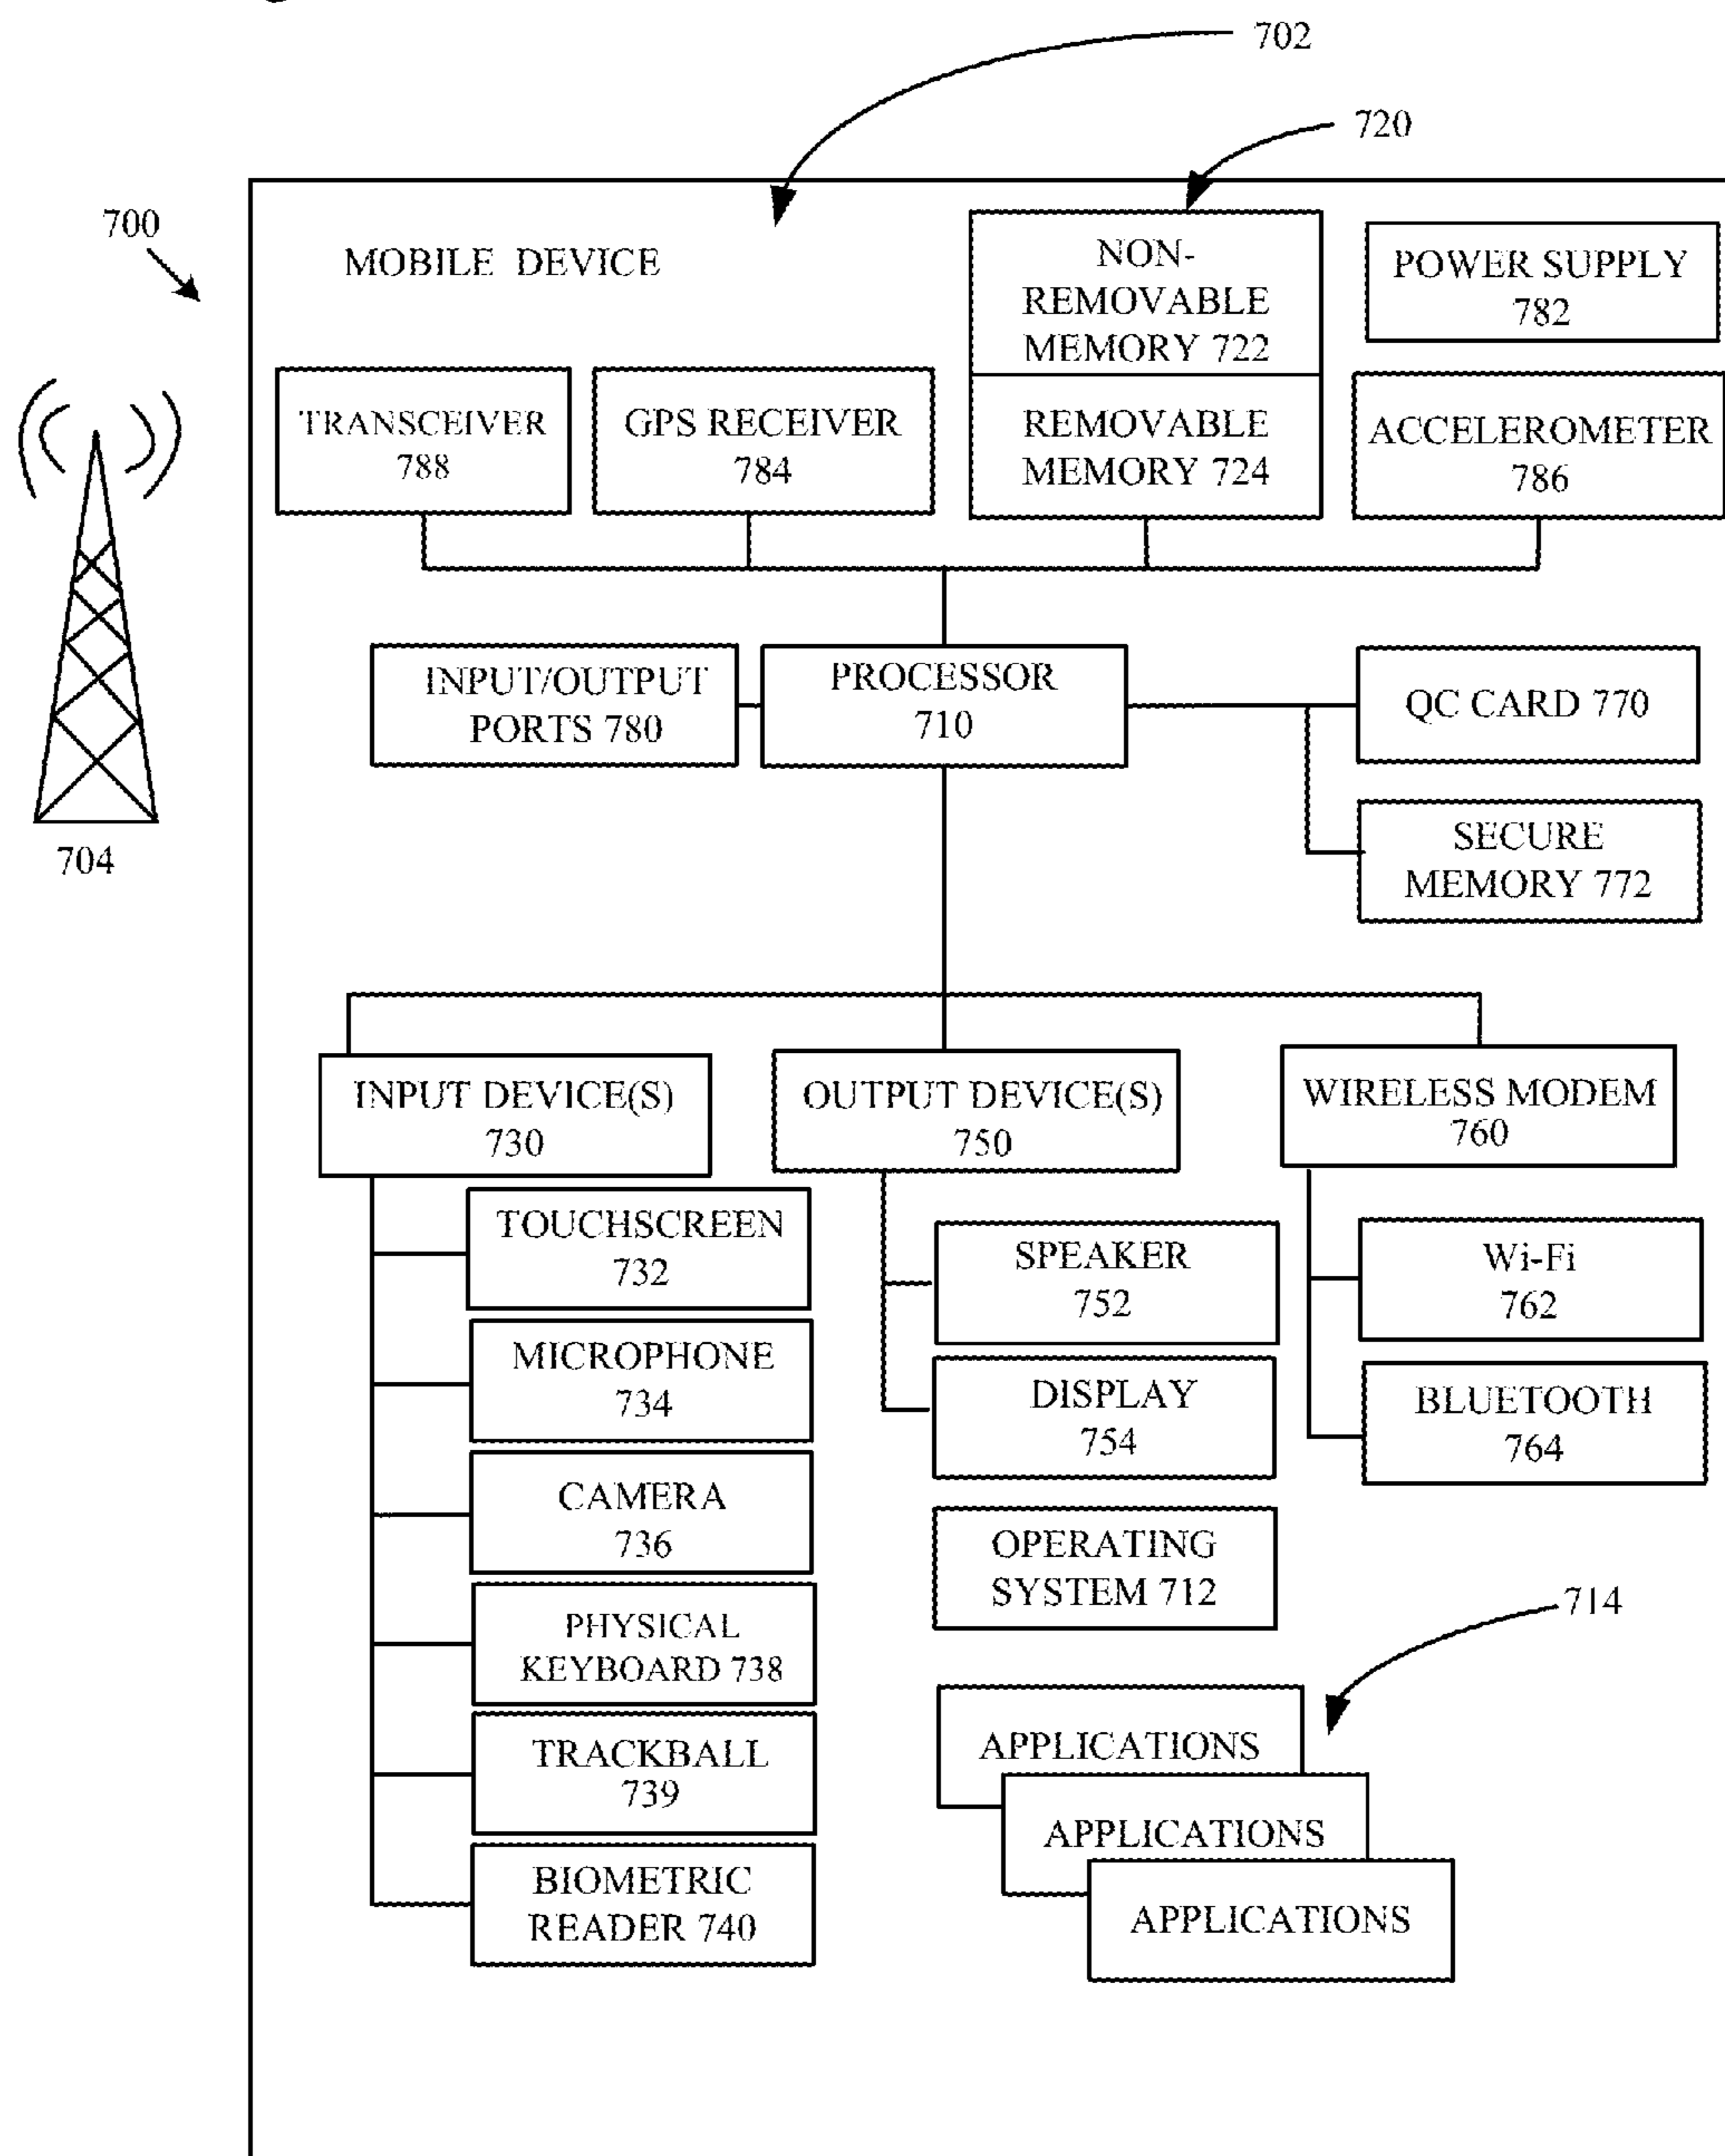 702
720
700
MOBILE DEVICE
NON-
REMOVABLE
MEMORY 722
POWER SUPPLY
782
TRANSCEIVER
788
GPS RECEIVER
784
REMOVABLE
MEMORY 724
ACCELEROMETER
786
704
INPUT/OUTPUT
PORTS 780
PROCESSOR
710
QC CARD 770
SECURE
MEMORY 772
INPUT DEVICE(S)
730
OUTPUT DEVICE(S)
750
WIRELESS MODEM
760
TOUCHSCREEN
732
MICROPHONE
734
CAMERA
736
PHYSICAL
KEYBOARD 738
TRACKBALL
739
BIOMETRIC
READER 740
SPEAKER
752
DISPLAY
754
Wi-Fi
762
BLUETOOTH
764
OPERATING
SYSTEM 712
714
APPLICATIONS
APPLICATIONS
APPLICATIONS